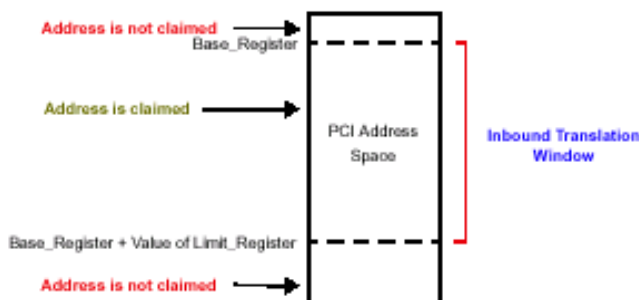 Address is not claimed
Base_Register
Address is claimed
PCI Address
Space
Inbound Translation
Window
Base_Register + Value of Limit_Register
Address is not claimed